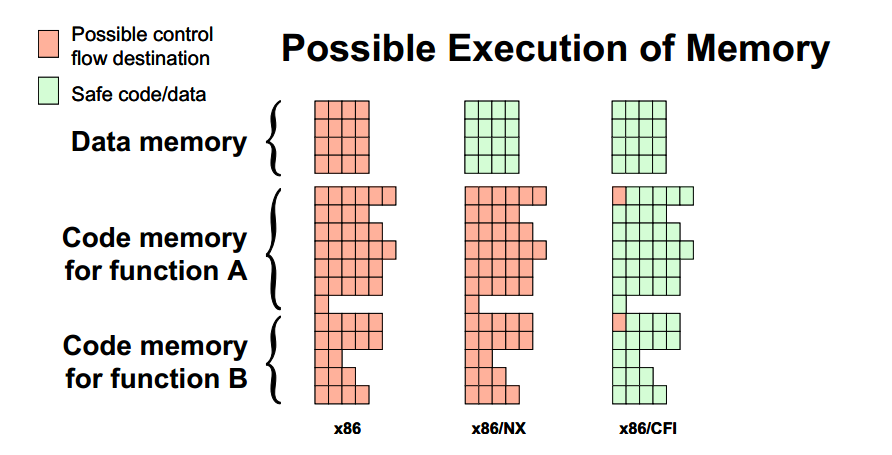 Possible control
flow destination
Safe code/data
Possible Execution of Memory
Data memory
Code memory
for function A
Code memory
for function B
x86
x86/NX
x86/CFI